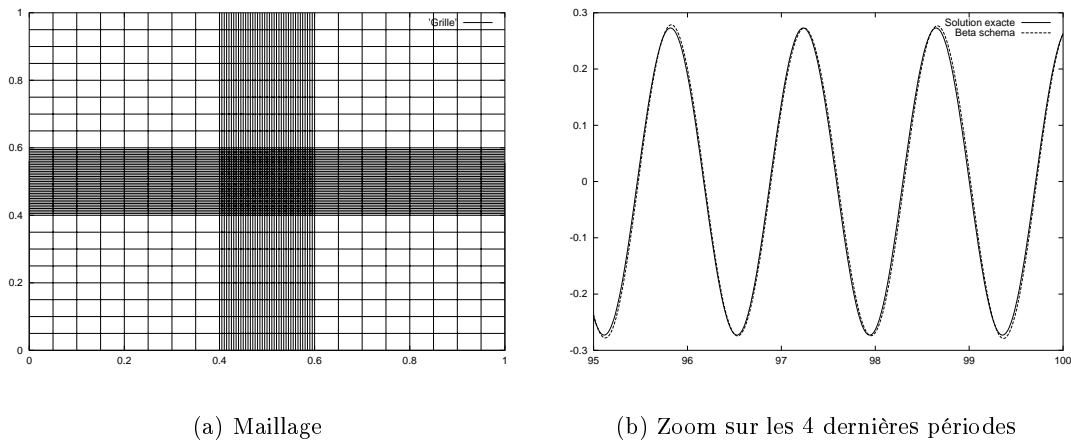 1
0.8
0.6
0.4
0.2
0
0 0.2 0.4 0.6 0.8 1
'Grille'
0.3
0.2
0.1
0
-0.1
-0.2
-0.3
95 96 97 98 99 100
Solution exacte
Beta schema
(a) Maillage
(b) Zoom sur les 4 dernières périodes